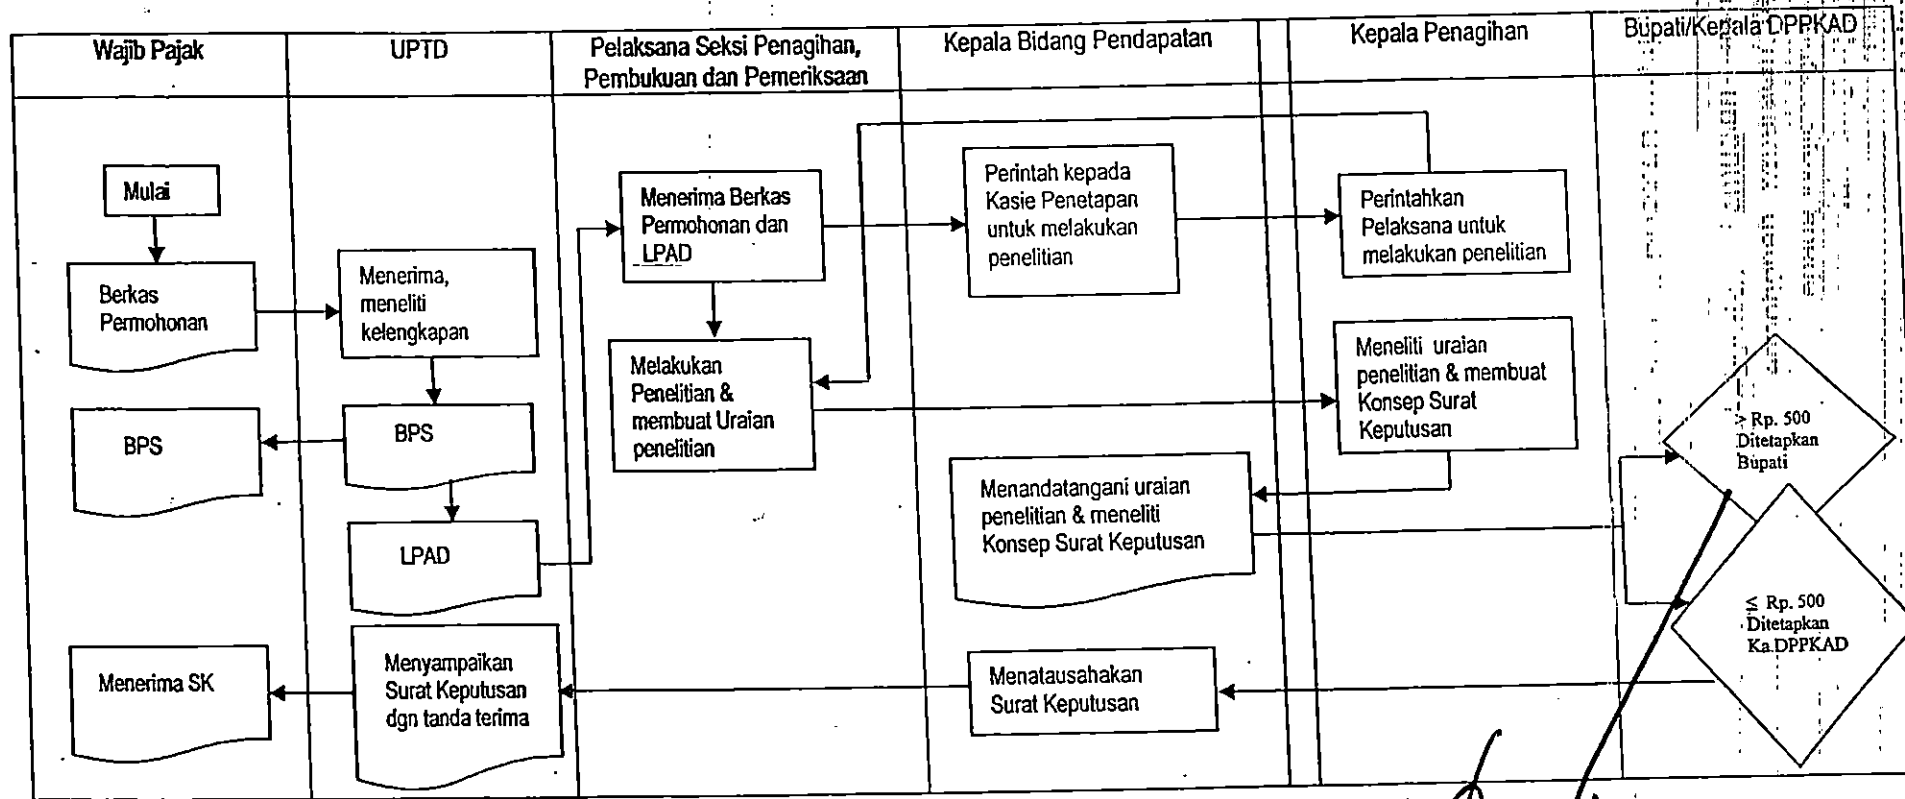 Wajib Pajak
UPTD
Pelaksana Seksi Penagihan,
Pembukuan dan Pemeriksaan
Kepala Bidang Pendapatan
Kepala Penagihan
Bupati/Kepala DPPKAD
Mulai
Berkas
Permohonan
BPS
Menerima SK
Menerima,
meneliti
kelengkapan
BPS
LPAD
Menyampaikan
Surat Keputusan
dgn tanda terima
Menerima Berkas
Permohonan dan
LPAD
Melakukan
Penelitian &
membuat Uraian
penelitian
Perintah kepada
Kasie Penetapan
untuk melakukan
penelitian
Menandatangani uraian
penelitian & meneliti
Konsep Surat Keputusan
Menatausahakan
Surat Keputusan
Perintahkan
Pelaksana untuk
melakukan penelitian
Meneliti uraian
penelitian & membuat
Konsep Surat
Keputusan
> Rp. 500
Ditetapkan
Bupati
≤ Rp. 500
Ditetapkan
Ka.DPPKAD